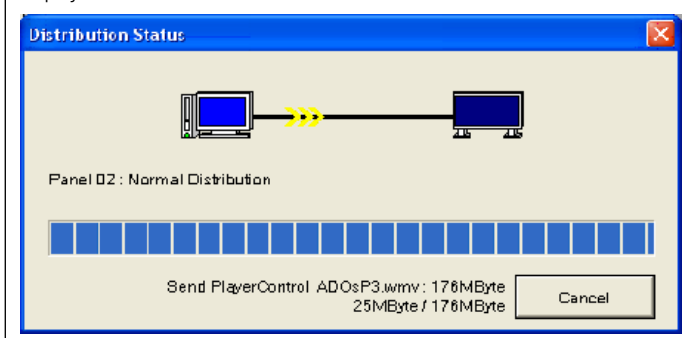 Distribution Status
Panel 02 : Normal Distribution
Send PlayerControl ADOsP3.wmv : 176MByte
25MByte / 176MByte
Cancel